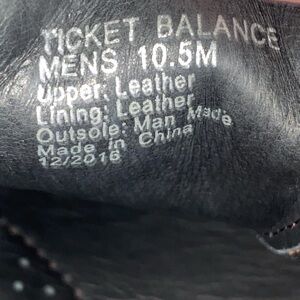 TICKET BALANCE
MENS 10.5M
Upper: Leather
Lining: Leather
Outsole: Man Made
Made in China
12/2016